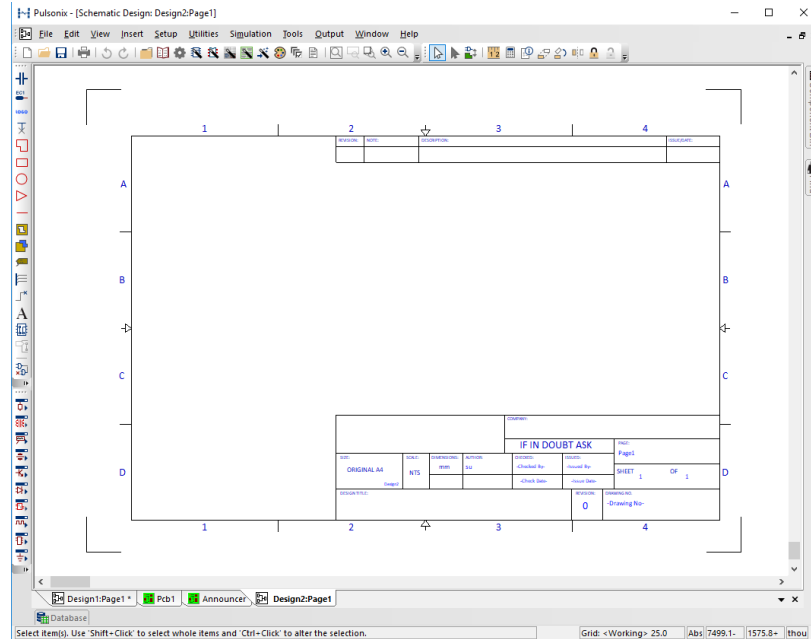 Pulsonix - [Schematic Design: Design2:Page1]
File Edit View Insert Setup Utilities Simulation Tools Output Window Help
1 2 3 4
REVISION: NOTE: DESCRIPTION: ISSUE/DATE:
A A
B B
C C
COMPANY:
IF IN DOUBT ASK
PAGE:
Page1
SIZE: SCALE: DIMENSIONS: AUTHOR: CHECKED: ISSUED:
ORIGINAL A4 NTS mm Su -Checked By- -Issued By-
SHEET 1 OF 1
D D
Design2 -Check Date- -Issue Date-
DESIGN TITLE: REVISION: DRAWING NO:
0 -Drawing No-
1 2 3 4
Design1:Page1 * Pcb1 Announcer Design2:Page1
Database
Select item(s). Use 'Shift+Click' to select whole items and 'Ctrl+Click' to alter the selection. Grid: <Working> 25.0 Abs 7499.1- 1575.8+ thou